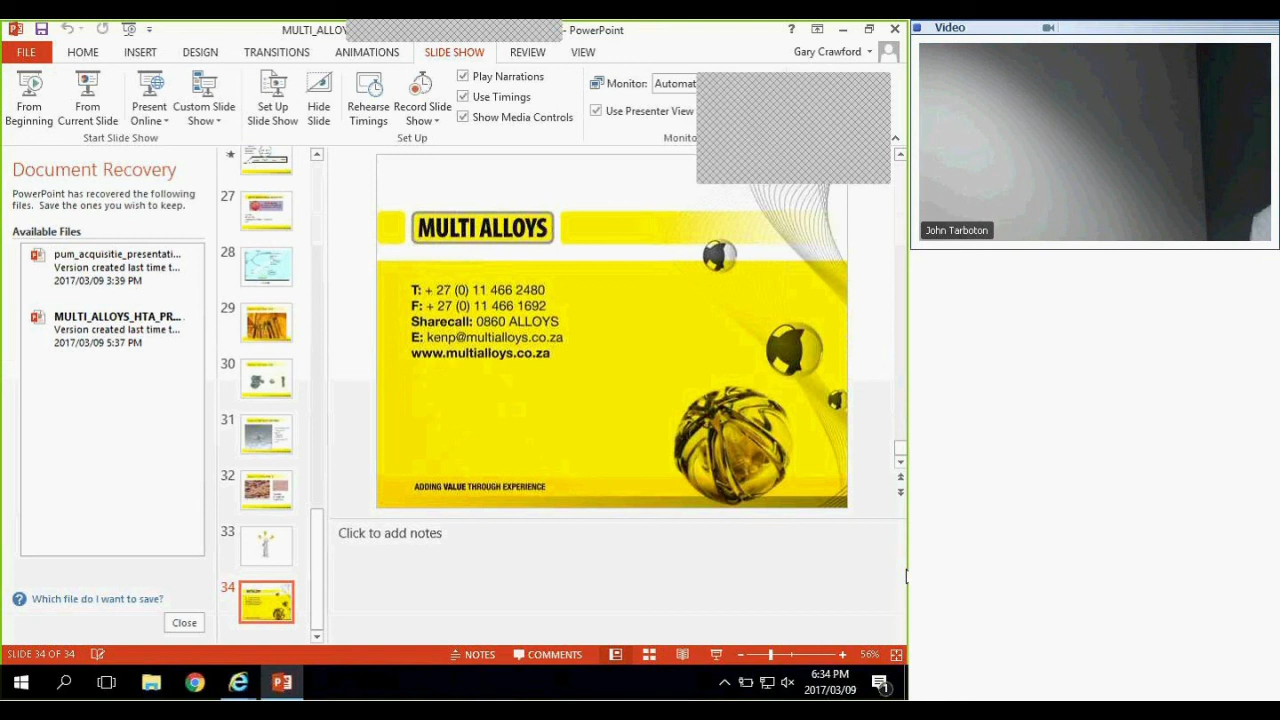 MULTI_ALLOY
- PowerPoint
?
Video
FILE
HOME
INSERT
DESIGN
TRANSITIONS
ANIMATIONS
SLIDE SHOW
REVIEW
VIEW
Gary Crawford
From Beginning
From Current Slide
Present Online
Custom Slide Show
Set Up Slide Show
Hide Slide
Rehearse Timings
Record Slide Show
Play Narrations
Use Timings
Show Media Controls
Monitor:
Automat
Use Presenter View
Start Slide Show
Set Up
Monito
Document Recovery
PowerPoint has recovered the following
files. Save the ones you wish to keep.
Available Files
pum_acquisitie_presentati...
Version created last time t...
2017/03/09 3:39 PM
MULTI_ALLOYS_HTA_PR...
Version created last time t...
2017/03/09 5:37 PM
Which file do I want to save?
Close
27
28
29
30
31
32
33
34
MULTI ALLOYS
T: + 27 (0) 11 466 2480
F: + 27 (0) 11 466 1692
Sharecall: 0860 ALLOYS
E: kenp@multialloys.co.za
www.multialloys.co.za
ADDING VALUE THROUGH EXPERIENCE
Click to add notes
John Tarboton
SLIDE 34 OF 34
NOTES
COMMENTS
56%
6:34 PM
2017/03/09
1